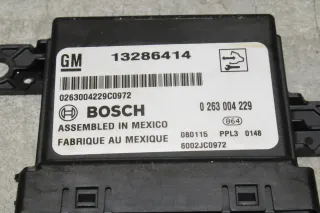 GM 13286414
0263004229C0972
BOSCH 0 263 004 229
864
ASSEMBLED IN MEXICO 080115 PPL3 0148
FABRIQUE AU MEXIQUE 6002JC0972